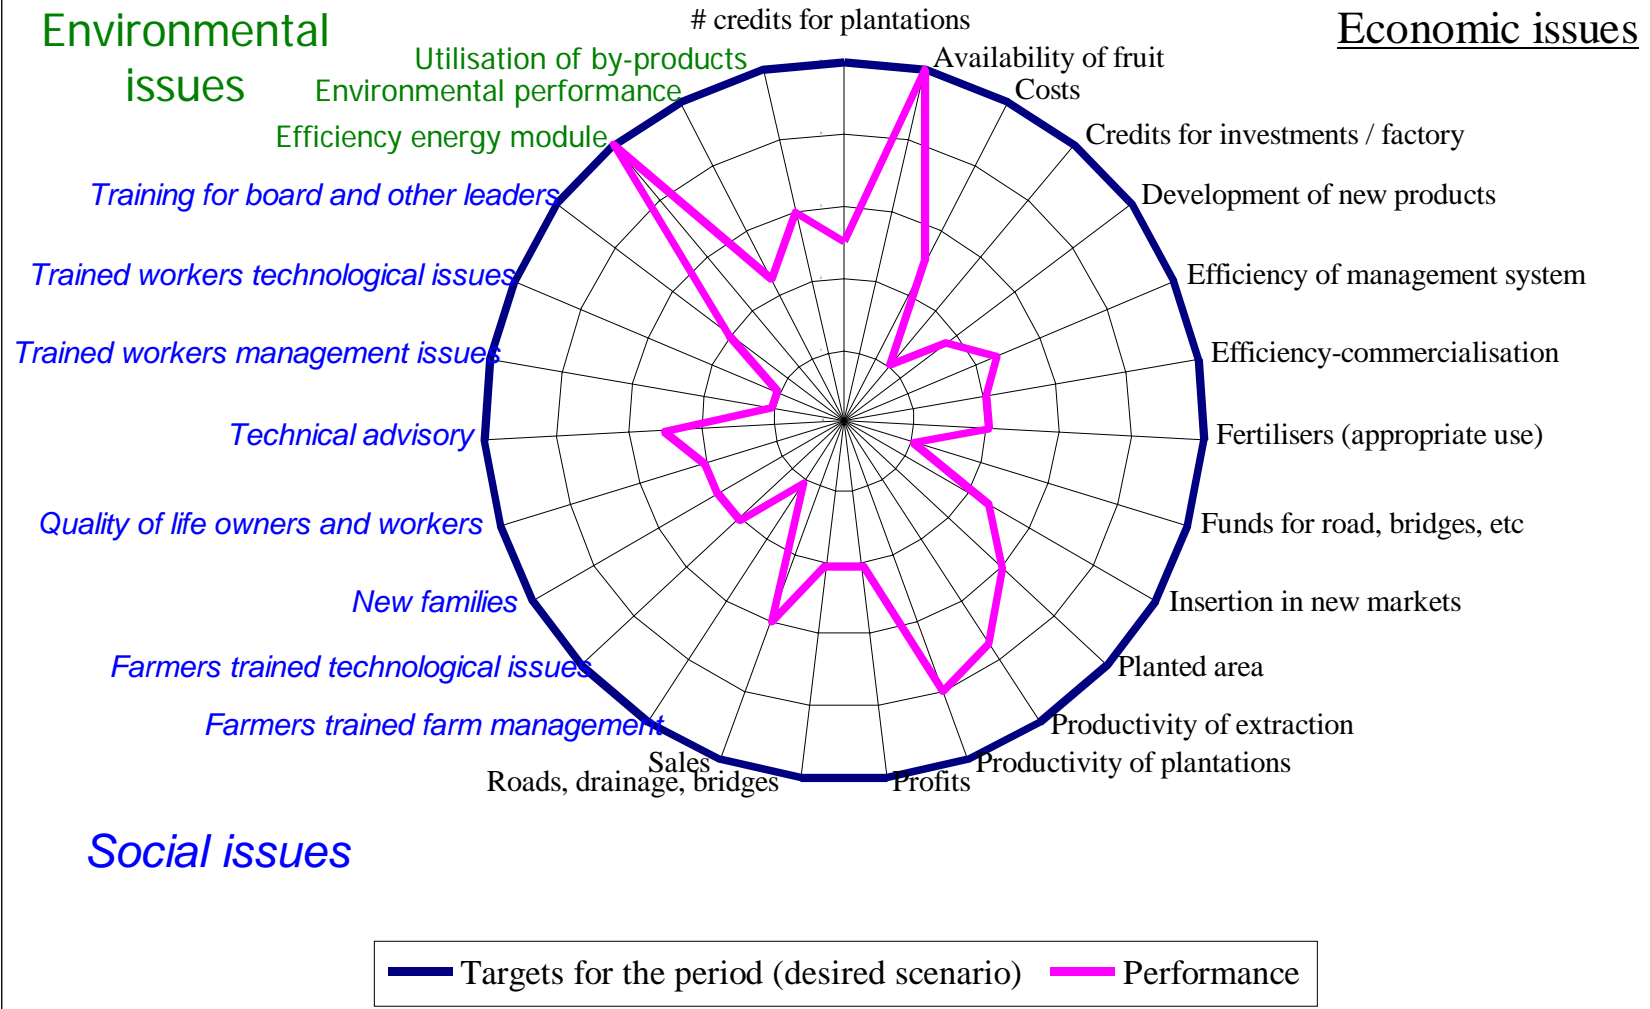 Environmental
issues
# credits for plantations
Economic issues
Utilisation of by-products
Availability of fruit
Environmental performance
Costs
Efficiency energy module
Credits for investments / factory
Training for board and other leaders
Development of new products
Trained workers technological issues
Efficiency of management system
Trained workers management issues
Efficiency-commercialisation
Technical advisory
Fertilisers (appropriate use)
Quality of life owners and workers
Funds for road, bridges, etc
New families
Insertion in new markets
Farmers trained technological issues
Planted area
Farmers trained farm management
Productivity of extraction
Sales
Productivity of plantations
Roads, drainage, bridges
Profits
Social issues
Targets for the period (desired scenario)
Performance